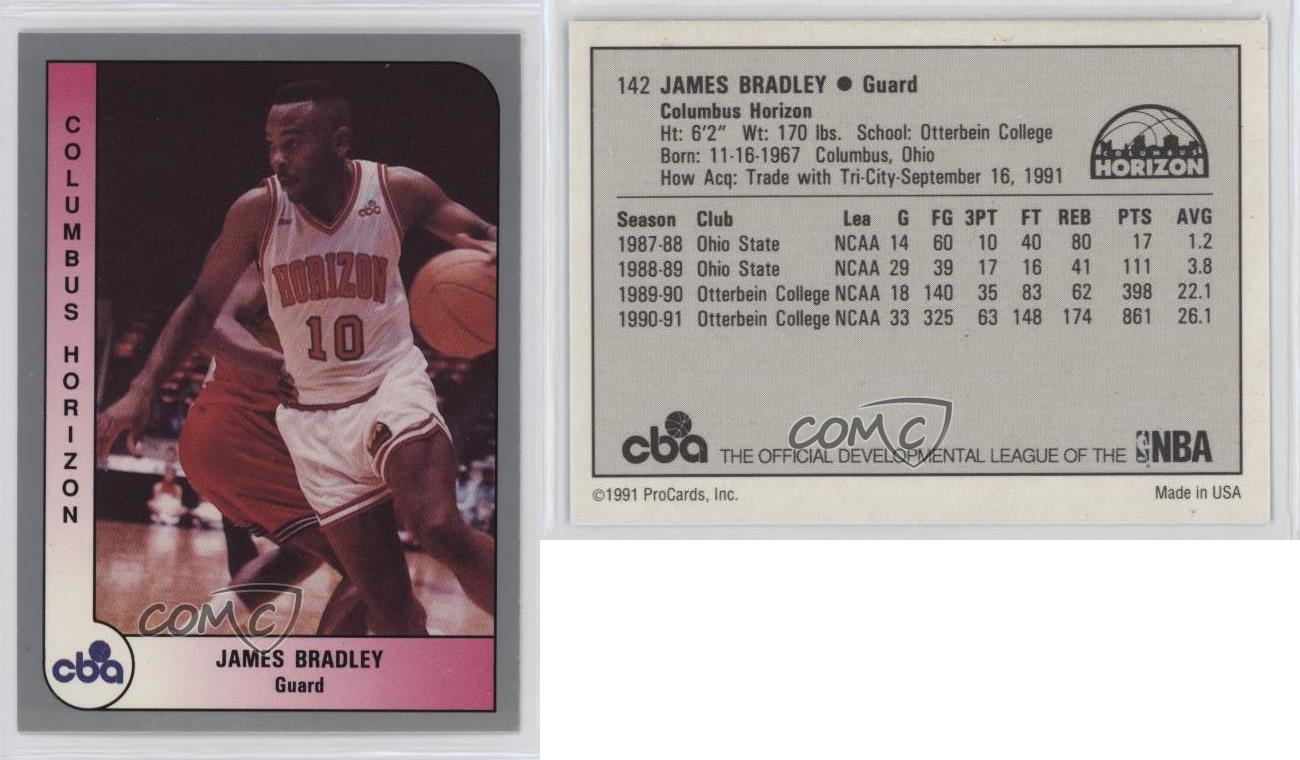 COLUMBUS HORIZON
cba
HORIZON
10
COMC
cba
JAMES BRADLEY
Guard
142 JAMES BRADLEY ● Guard
Columbus Horizon
Ht: 6'2" Wt: 170 lbs. School: Otterbein College
Born: 11-16-1967 Columbus, Ohio
How Acq: Trade with Tri-City-September 16, 1991
COLUMBUS
HORIZON
Season Club Lea G FG 3PT FT REB PTS AVG
1987-88 Ohio State NCAA 14 60 10 40 80 17 1.2
1988-89 Ohio State NCAA 29 39 17 16 41 111 3.8
1989-90 Otterbein College NCAA 18 140 35 83 62 398 22.1
1990-91 Otterbein College NCAA 33 325 63 148 174 861 26.1
COMC
cba THE OFFICIAL DEVELOPMENTAL LEAGUE OF THE NBA
©1991 ProCards, Inc. Made in USA